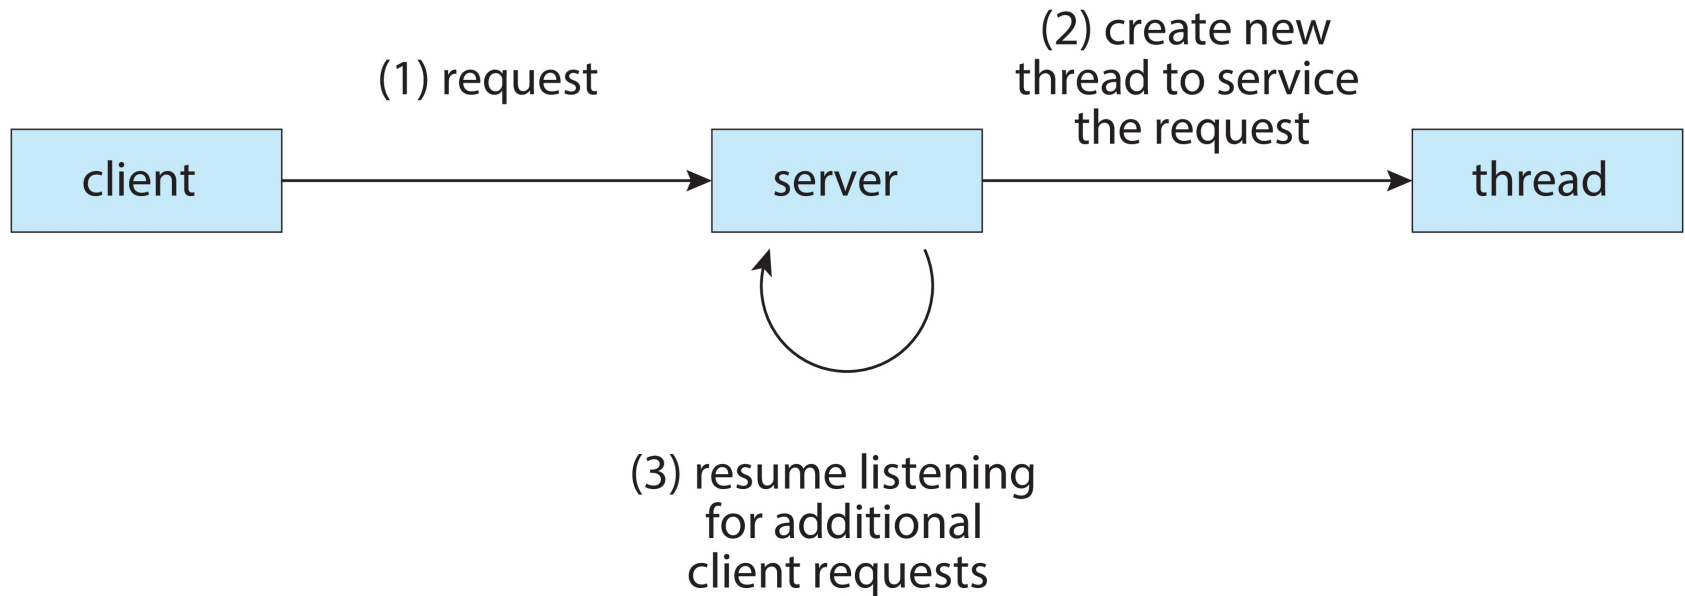 (1) request
(2) create new
thread to service
the request
client
server
thread
(3) resume listening
for additional
client requests